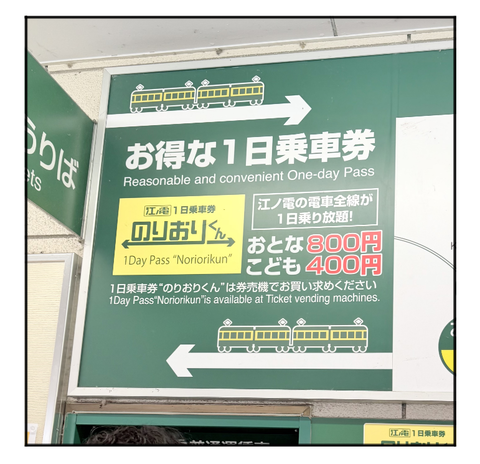 うりば
ets
お得な1日乗車券
Reasonable and convenient One-day Pass
江ノ電 1日乗車券
のりおりくん
1Day Pass "Noriorikun"
江ノ電の電車全線が
1日乗り放題!
おとな800円
こども400円
1日乗車券"のりおりくん"は券売機でお買い求めください
1Day Pass"Noriorikun"is available at Ticket vending machines.
普通運賃表
江ノ電 1日乗車券